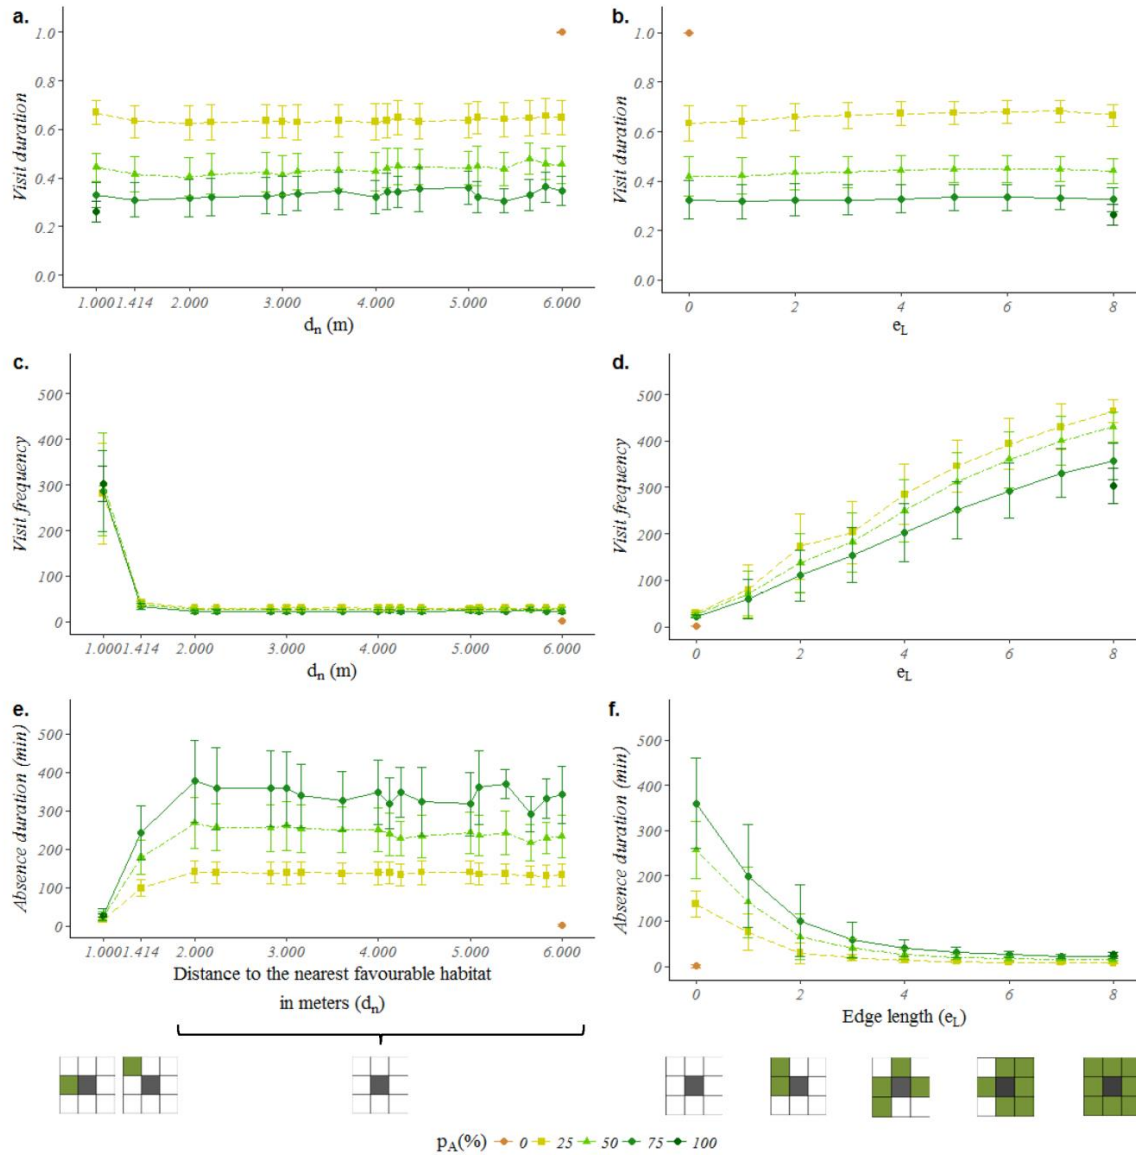 a.
Visit duration
1.0
0.8
0.6
0.4
0.2
0.0
1.000 1.414 2.000 3.000 4.000 5.000 6.000
dₙ (m)
b.
Visit duration
1.0
0.8
0.6
0.4
0.2
0.0
0 2 4 6 8
e_L
c.
Visit frequency
500
400
300
200
100
0
1.000 1.414 2.000 3.000 4.000 5.000 6.000
dₙ (m)
d.
Visit frequency
500
400
300
200
100
0
0 2 4 6 8
e_L
e.
Absence duration (min)
500
400
300
200
100
0
1.000 1.414 2.000 3.000 4.000 5.000 6.000
Distance to the nearest favourable habitat
in meters (dₙ)
f.
Absence duration (min)
500
400
300
200
100
0
0 2 4 6 8
Edge length (e_L)
p_A(%) 0 25 50 75 100